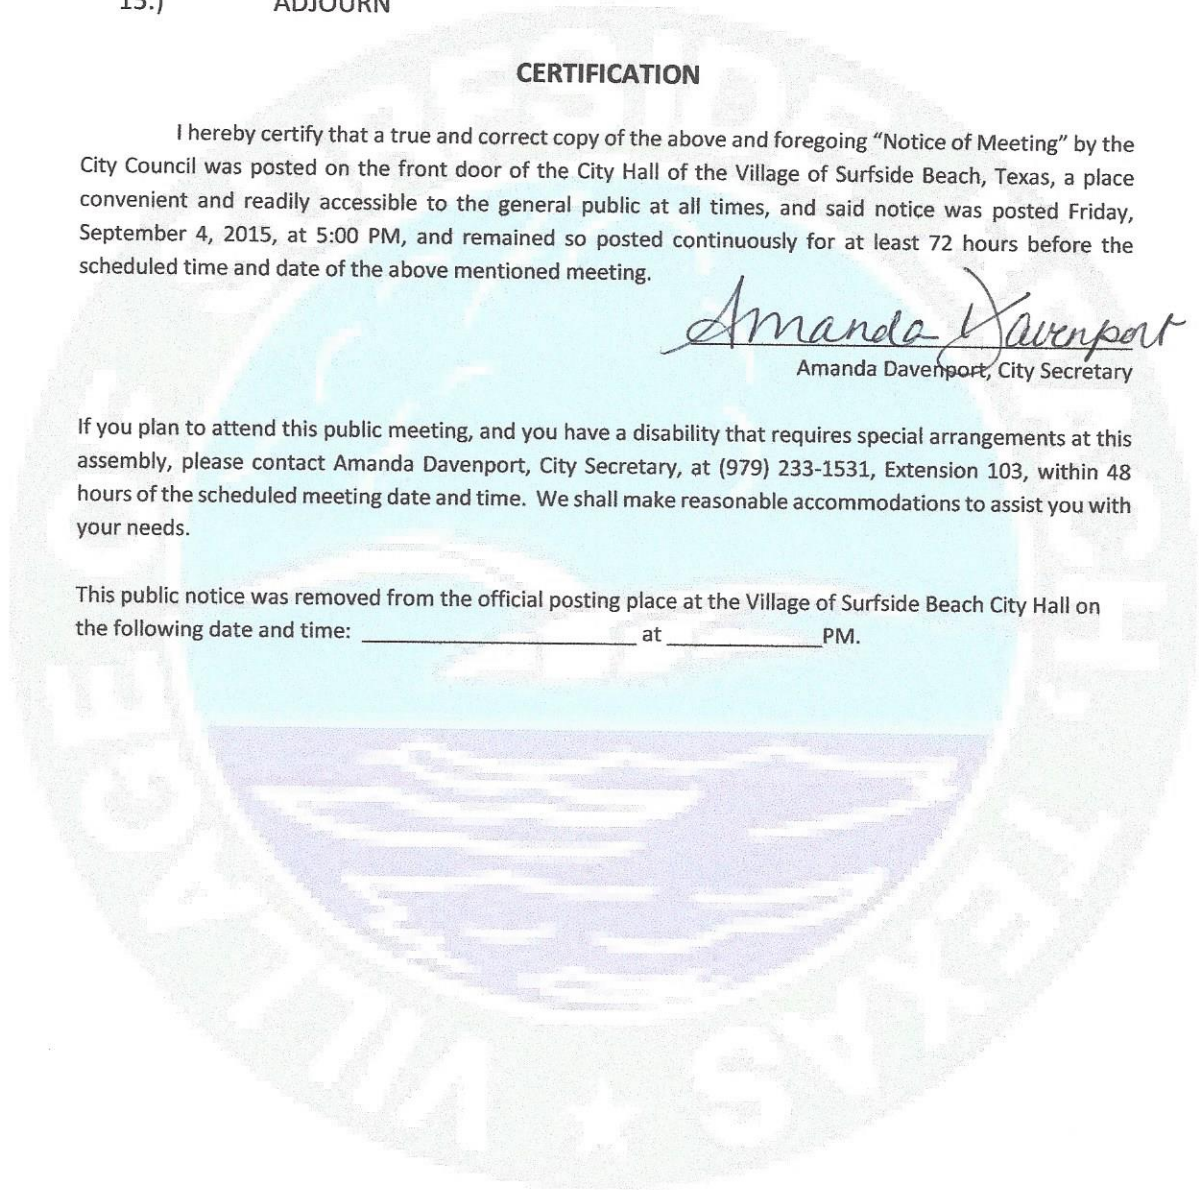 15.) ADJOURN
CERTIFICATION
I hereby certify that a true and correct copy of the above and foregoing “Notice of Meeting” by the
City Council was posted on the front door of the City Hall of the Village of Surfside Beach, Texas, a place
convenient and readily accessible to the general public at all times, and said notice was posted Friday,
September 4, 2015, at 5:00 PM, and remained so posted continuously for at least 72 hours before the
scheduled time and date of the above mentioned meeting.
Amanda Davenport
Amanda Davenport, City Secretary
If you plan to attend this public meeting, and you have a disability that requires special arrangements at this
assembly, please contact Amanda Davenport, City Secretary, at (979) 233-1531, Extension 103, within 48
hours of the scheduled meeting date and time.  We shall make reasonable accommodations to assist you with
your needs.
This public notice was removed from the official posting place at the Village of Surfside Beach City Hall on
the following date and time: ____________________ at ____________PM.
VILLAGE OF SURFSIDE BEACH, TEXAS